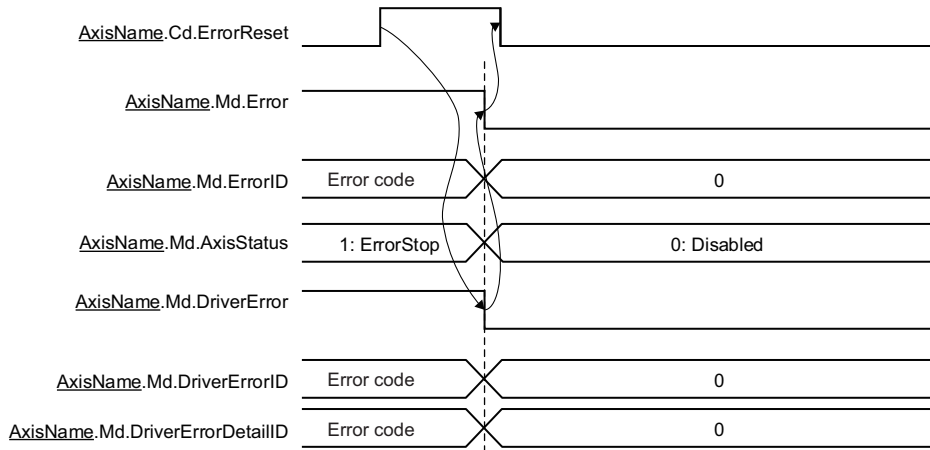 AxisName.Cd.ErrorReset
AxisName.Md.Error
AxisName.Md.ErrorID Error code 0
AxisName.Md.AxisStatus 1: ErrorStop 0: Disabled
AxisName.Md.DriverError
AxisName.Md.DriverErrorID Error code 0
AxisName.Md.DriverErrorDetailID Error code 0